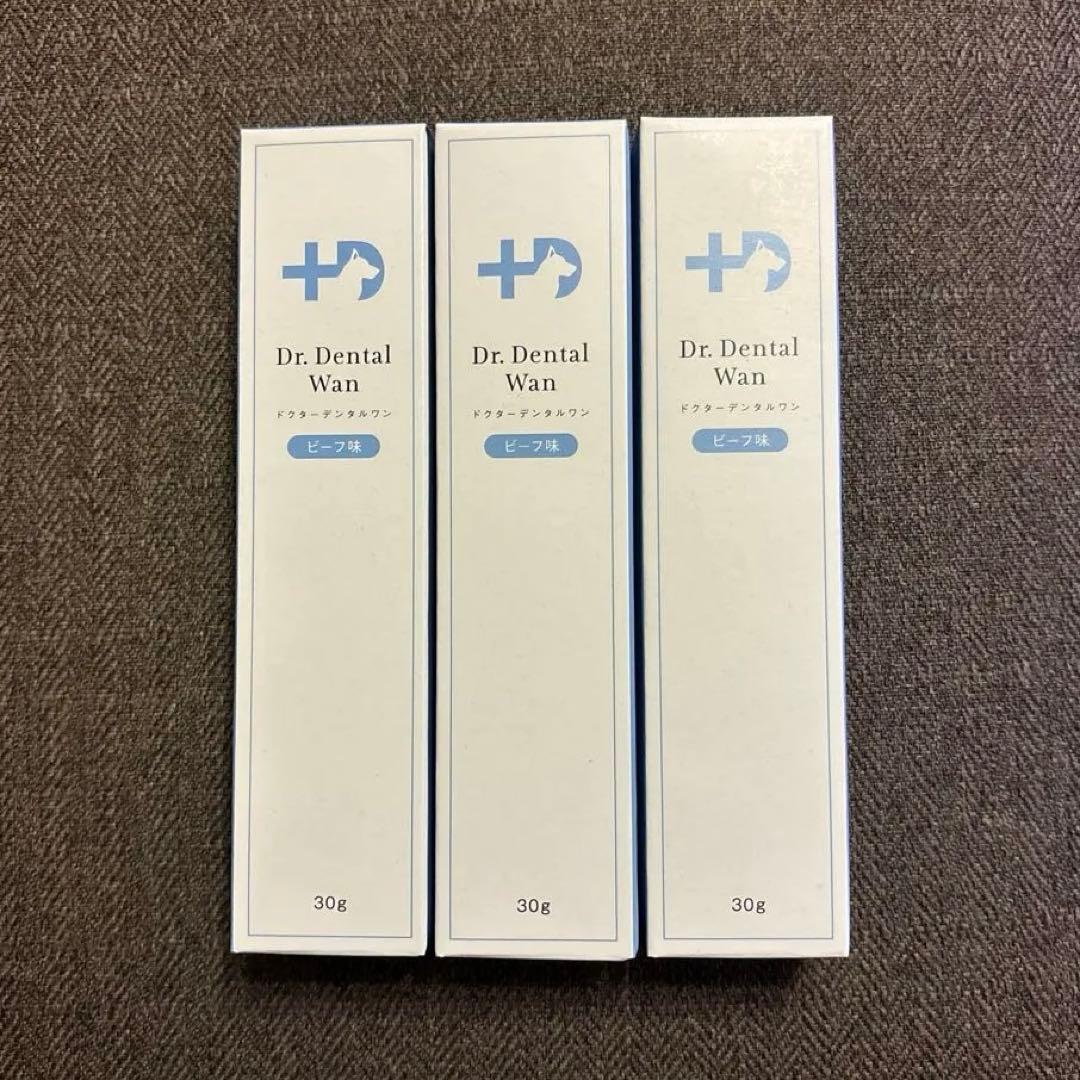 Dr. Dental
Wan
ドクターデンタルワン
ビーフ味
30g
Dr. Dental
Wan
ドクターデンタルワン
ビーフ味
30g
Dr. Dental
Wan
ドクターデンタルワン
ビーフ味
30g